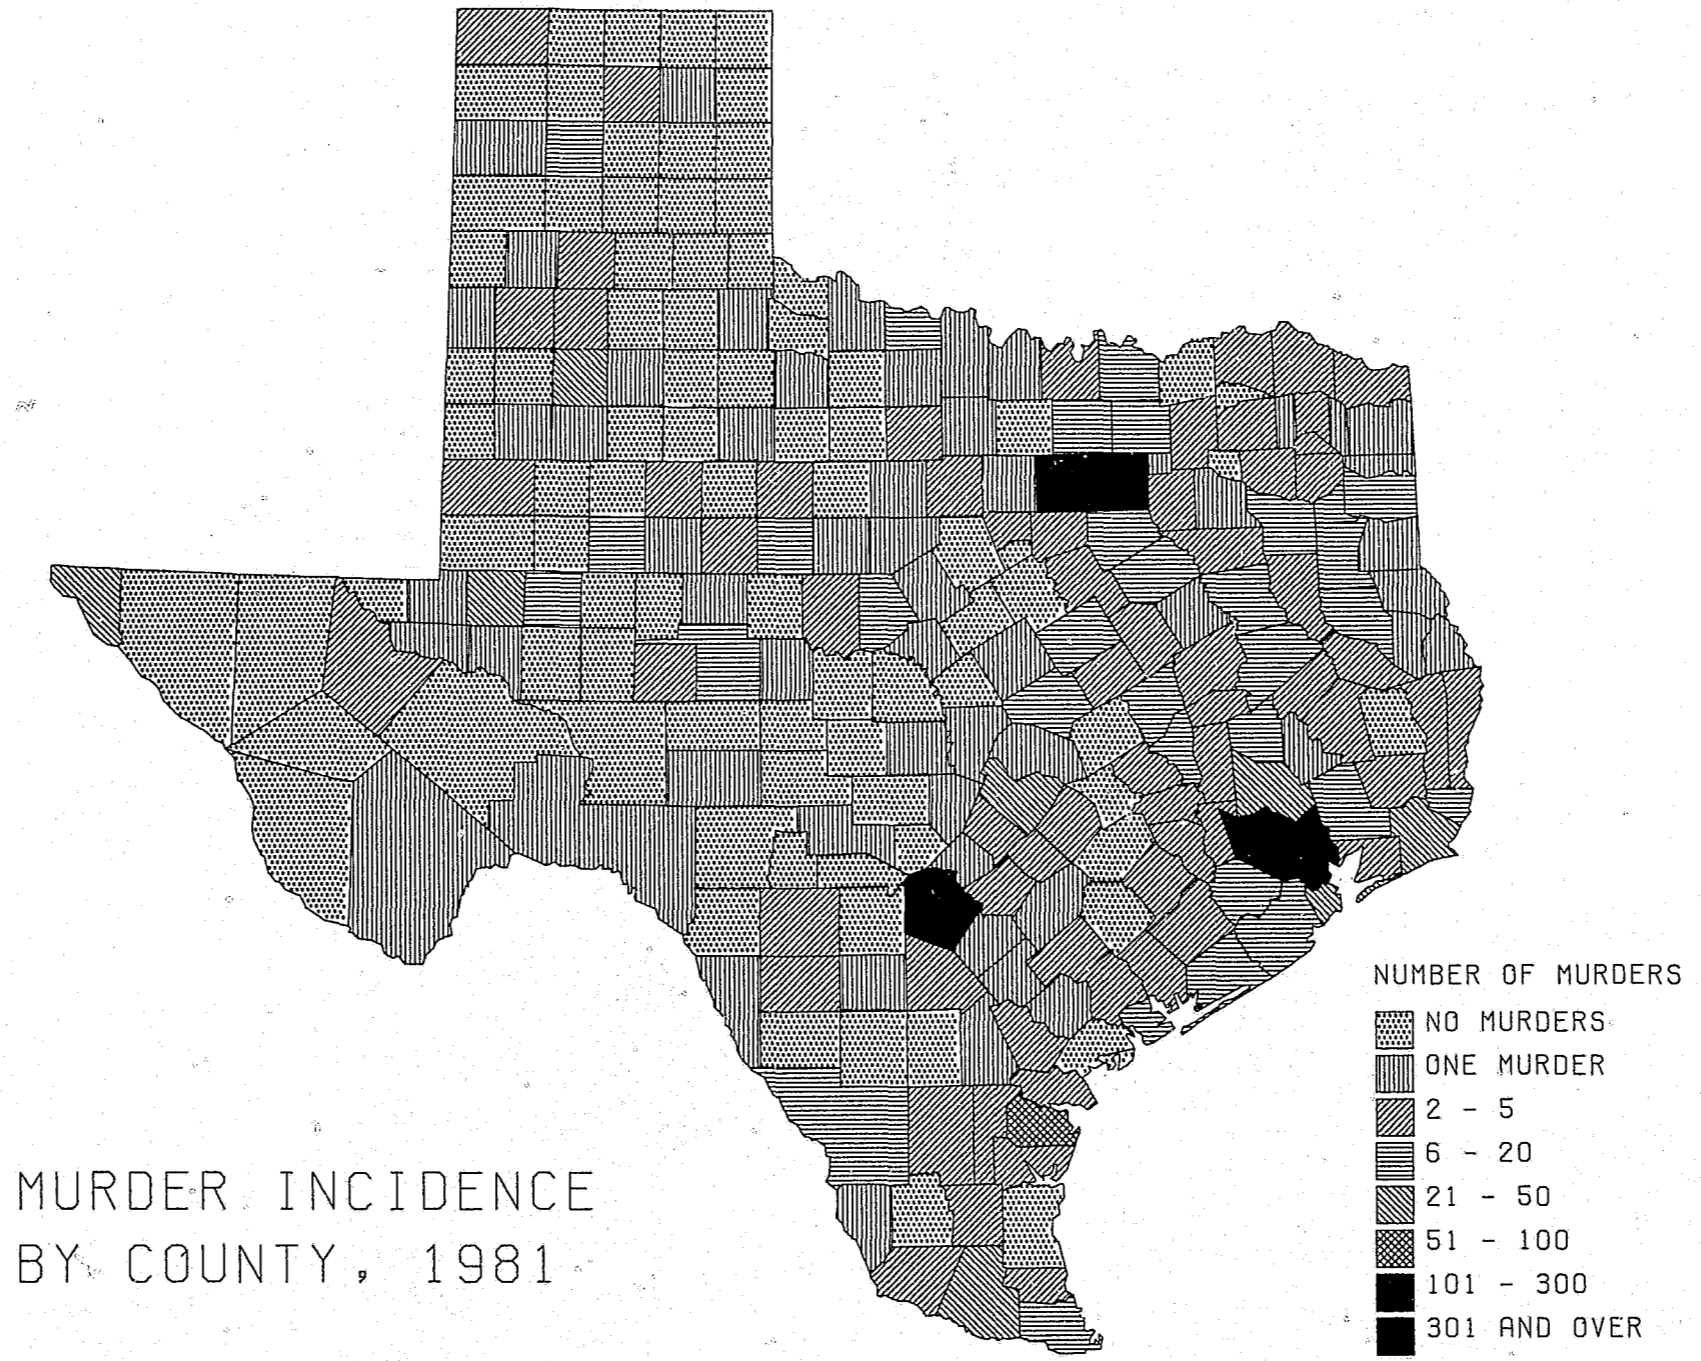 MURDER INCIDENCE
BY COUNTY, 1981
NUMBER OF MURDERS
NO MURDERS
ONE MURDER
2 - 5
6 - 20
21 - 50
51 - 100
101 - 300
301 AND OVER